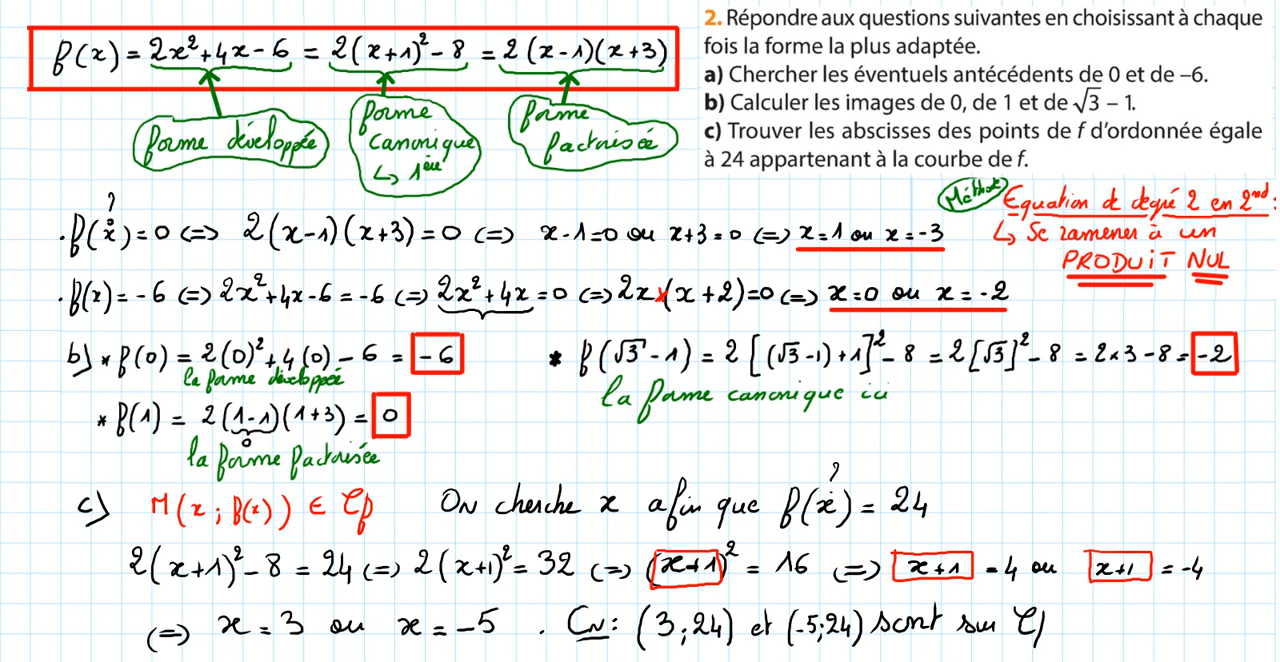 f(x) = 2x² + 4x - 6 = 2(x+1)² - 8 = 2(x-1)(x+3)
forme développée
forme canonique
↳ 1ère
forme factorisée
2. Répondre aux questions suivantes en choisissant à chaque
fois la forme la plus adaptée.
a) Chercher les éventuels antécédents de 0 et de –6.
b) Calculer les images de 0, de 1 et de √3 – 1.
c) Trouver les abscisses des points de f d'ordonnée égale
à 24 appartenant à la courbe de f.
Méthode
Equation de degré 2 en 2nd :
↳ Se ramener à un
PRODUIT NUL
?
. f(x) = 0 <=> 2(x-1)(x+3) = 0 <=> x-1=0 ou x+3=0 <=> x=1 ou x=-3
. f(x) = -6 <=> 2x²+4x-6 = -6 <=> 2x²+4x = 0 <=> 2x×(x+2)=0 <=> x=0 ou x=-2
b) * f(0) = 2(0)²+4(0)-6 = -6
la forme développée
* f(√3-1) = 2[(√3-1)+1]²-8 = 2[√3]²-8 = 2×3-8 = -2
la forme canonique ici
* f(1) = 2(1-1)(1+3) = 0
0
la forme factorisée
c) M(x ; f(x)) ∈ Cf On cherche x afin que f(x) = 24
?
2(x+1)²-8 = 24 <=> 2(x+1)² = 32 <=> (x+1)² = 16 <=> x+1 = 4 ou x+1 = -4
<=> x = 3 ou x = -5 . CN : (3;24) et (-5;24) sont sur Cf